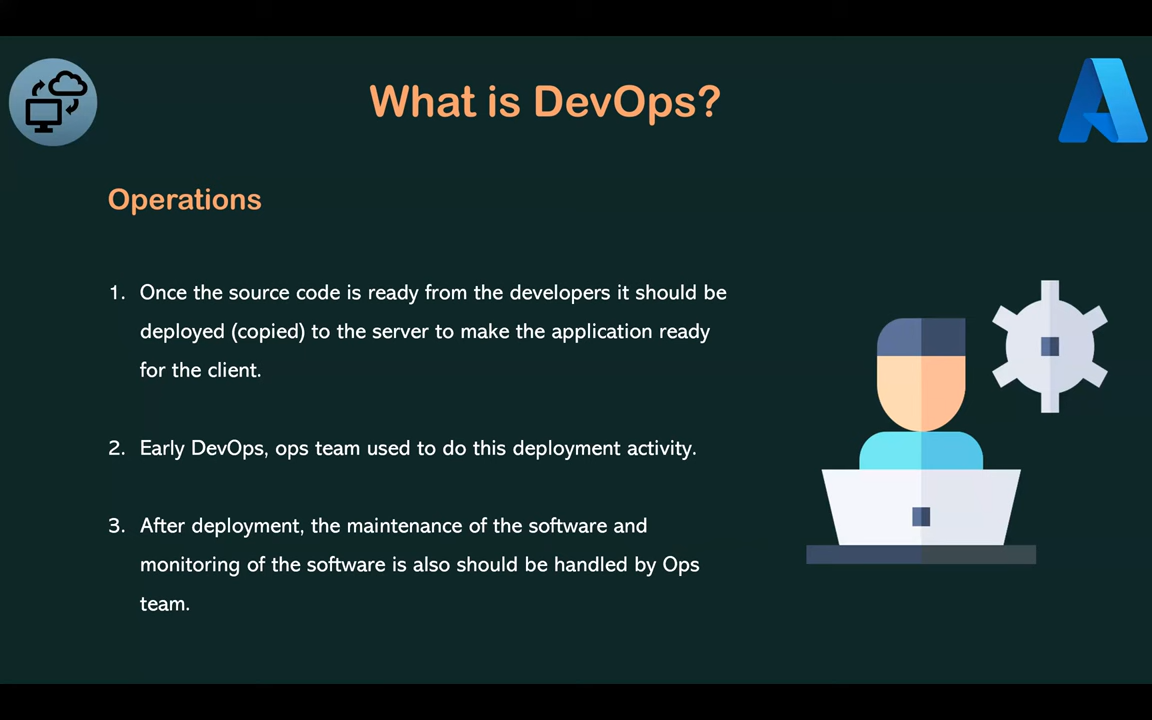 What is DevOps?
Operations
1. Once the source code is ready from the developers it should be
deployed (copied) to the server to make the application ready
for the client.
2. Early DevOps, ops team used to do this deployment activity.
3. After deployment, the maintenance of the software and
monitoring of the software is also should be handled by Ops
team.